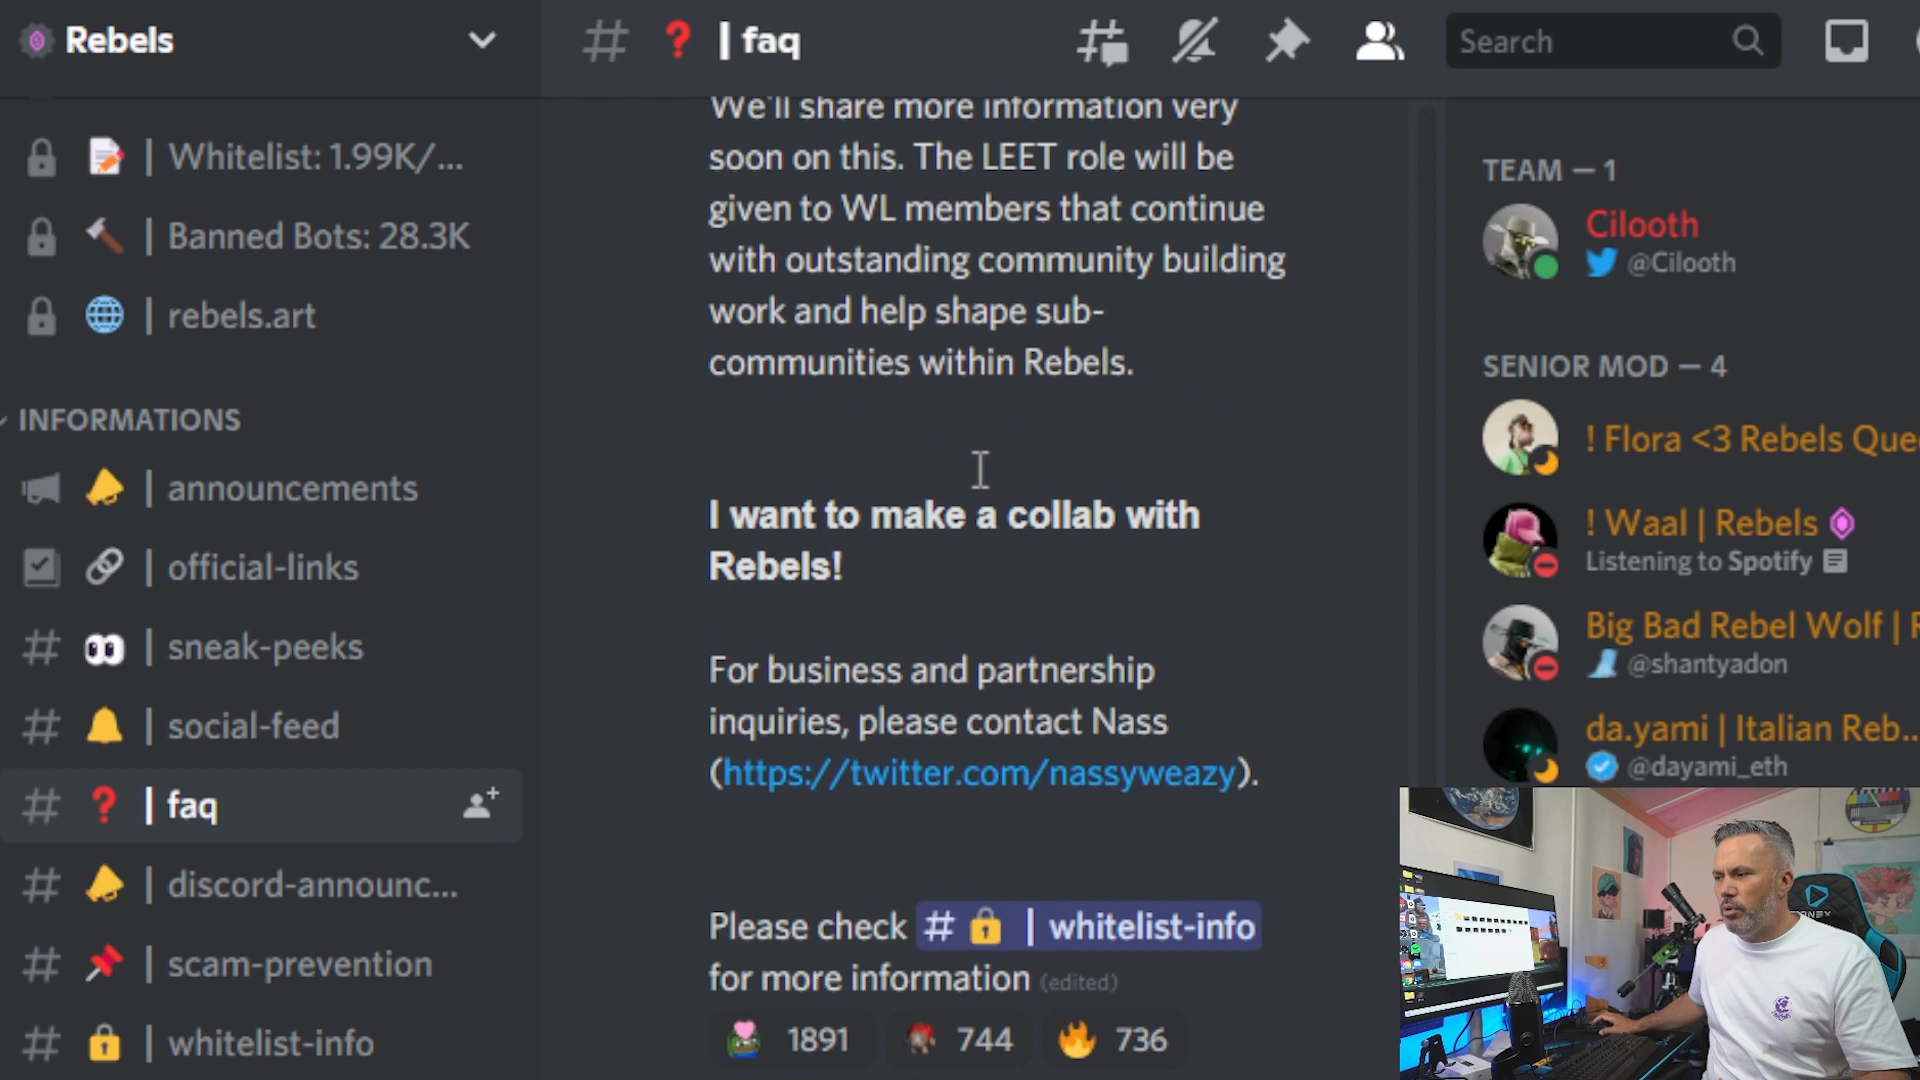 Rebels
| Whitelist: 1.99K/...
| Banned Bots: 28.3K
| rebels.art
INFORMATIONS
| announcements
| official-links
# | sneak-peeks
# | social-feed
# ❓ | faq
# | discord-announc...
# | scam-prevention
# | whitelist-info
# ❓ | faq
Search
We'll share more information very
soon on this. The LEET role will be
given to WL members that continue
with outstanding community building
work and help shape sub-
communities within Rebels.
I want to make a collab with
Rebels!
For business and partnership
inquiries, please contact Nass
(https://twitter.com/nassyweazy).
Please check # 🔒 | whitelist-info
for more information (edited)
1891 744 736
TEAM — 1
Cilooth
@Cilooth
SENIOR MOD — 4
! Flora <3 Rebels Que
! Waal | Rebels
Listening to Spotify
Big Bad Rebel Wolf |
@shantyadon
da.yami | Italian Reb...
@dayami_eth